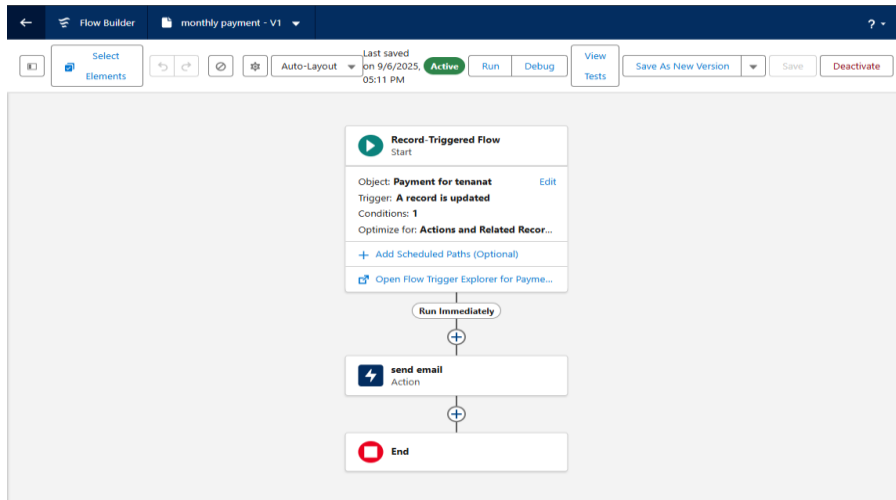 Flow Builder
monthly payment - V1
?
Select
Elements
Auto-Layout
Last saved
on 9/6/2025,
05:11 PM
Active
Run
Debug
View
Tests
Save As New Version
Save
Deactivate
Record-Triggered Flow
Start
Object: Payment for tenanat
Edit
Trigger: A record is updated
Conditions: 1
Optimize for: Actions and Related Recor...
+ Add Scheduled Paths (Optional)
Open Flow Trigger Explorer for Payme...
Run Immediately
send email
Action
End